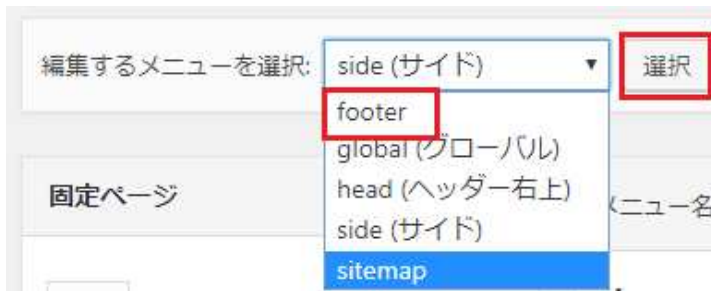 編集するメニューを選択: side (サイド) ▼ 選択
footer
global (グローバル)
head (ヘッダー右上)
固定ページ
メニュー名
side (サイド)
sitemap